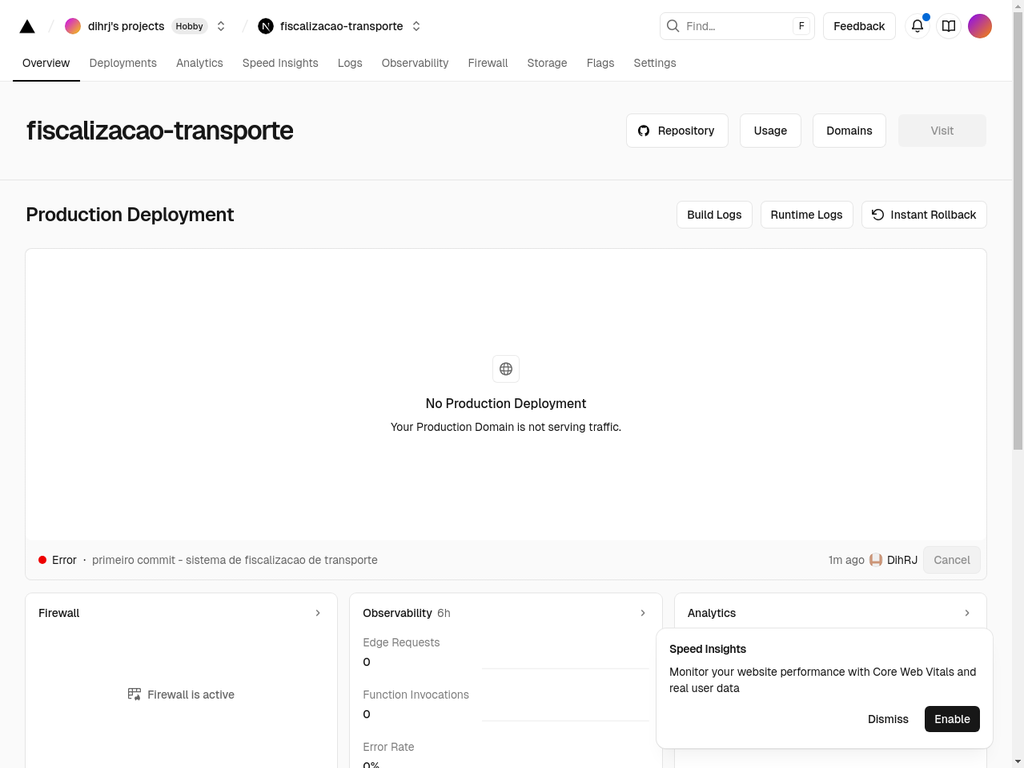 dihrj's projects Hobby fiscalizacao-transporte Find... F Feedback
Overview Deployments Analytics Speed Insights Logs Observability Firewall Storage Flags Settings
fiscalizacao-transporte Repository Usage Domains Visit
Production Deployment Build Logs Runtime Logs Instant Rollback
No Production Deployment
Your Production Domain is not serving traffic.
Error · primeiro commit - sistema de fiscalizacao de transporte 1m ago DihRJ Cancel
Firewall
Firewall is active
Observability 6h
Edge Requests
0
Function Invocations
0
Error Rate
0%
Analytics
Speed Insights
Monitor your website performance with Core Web Vitals and
real user data
Dismiss Enable